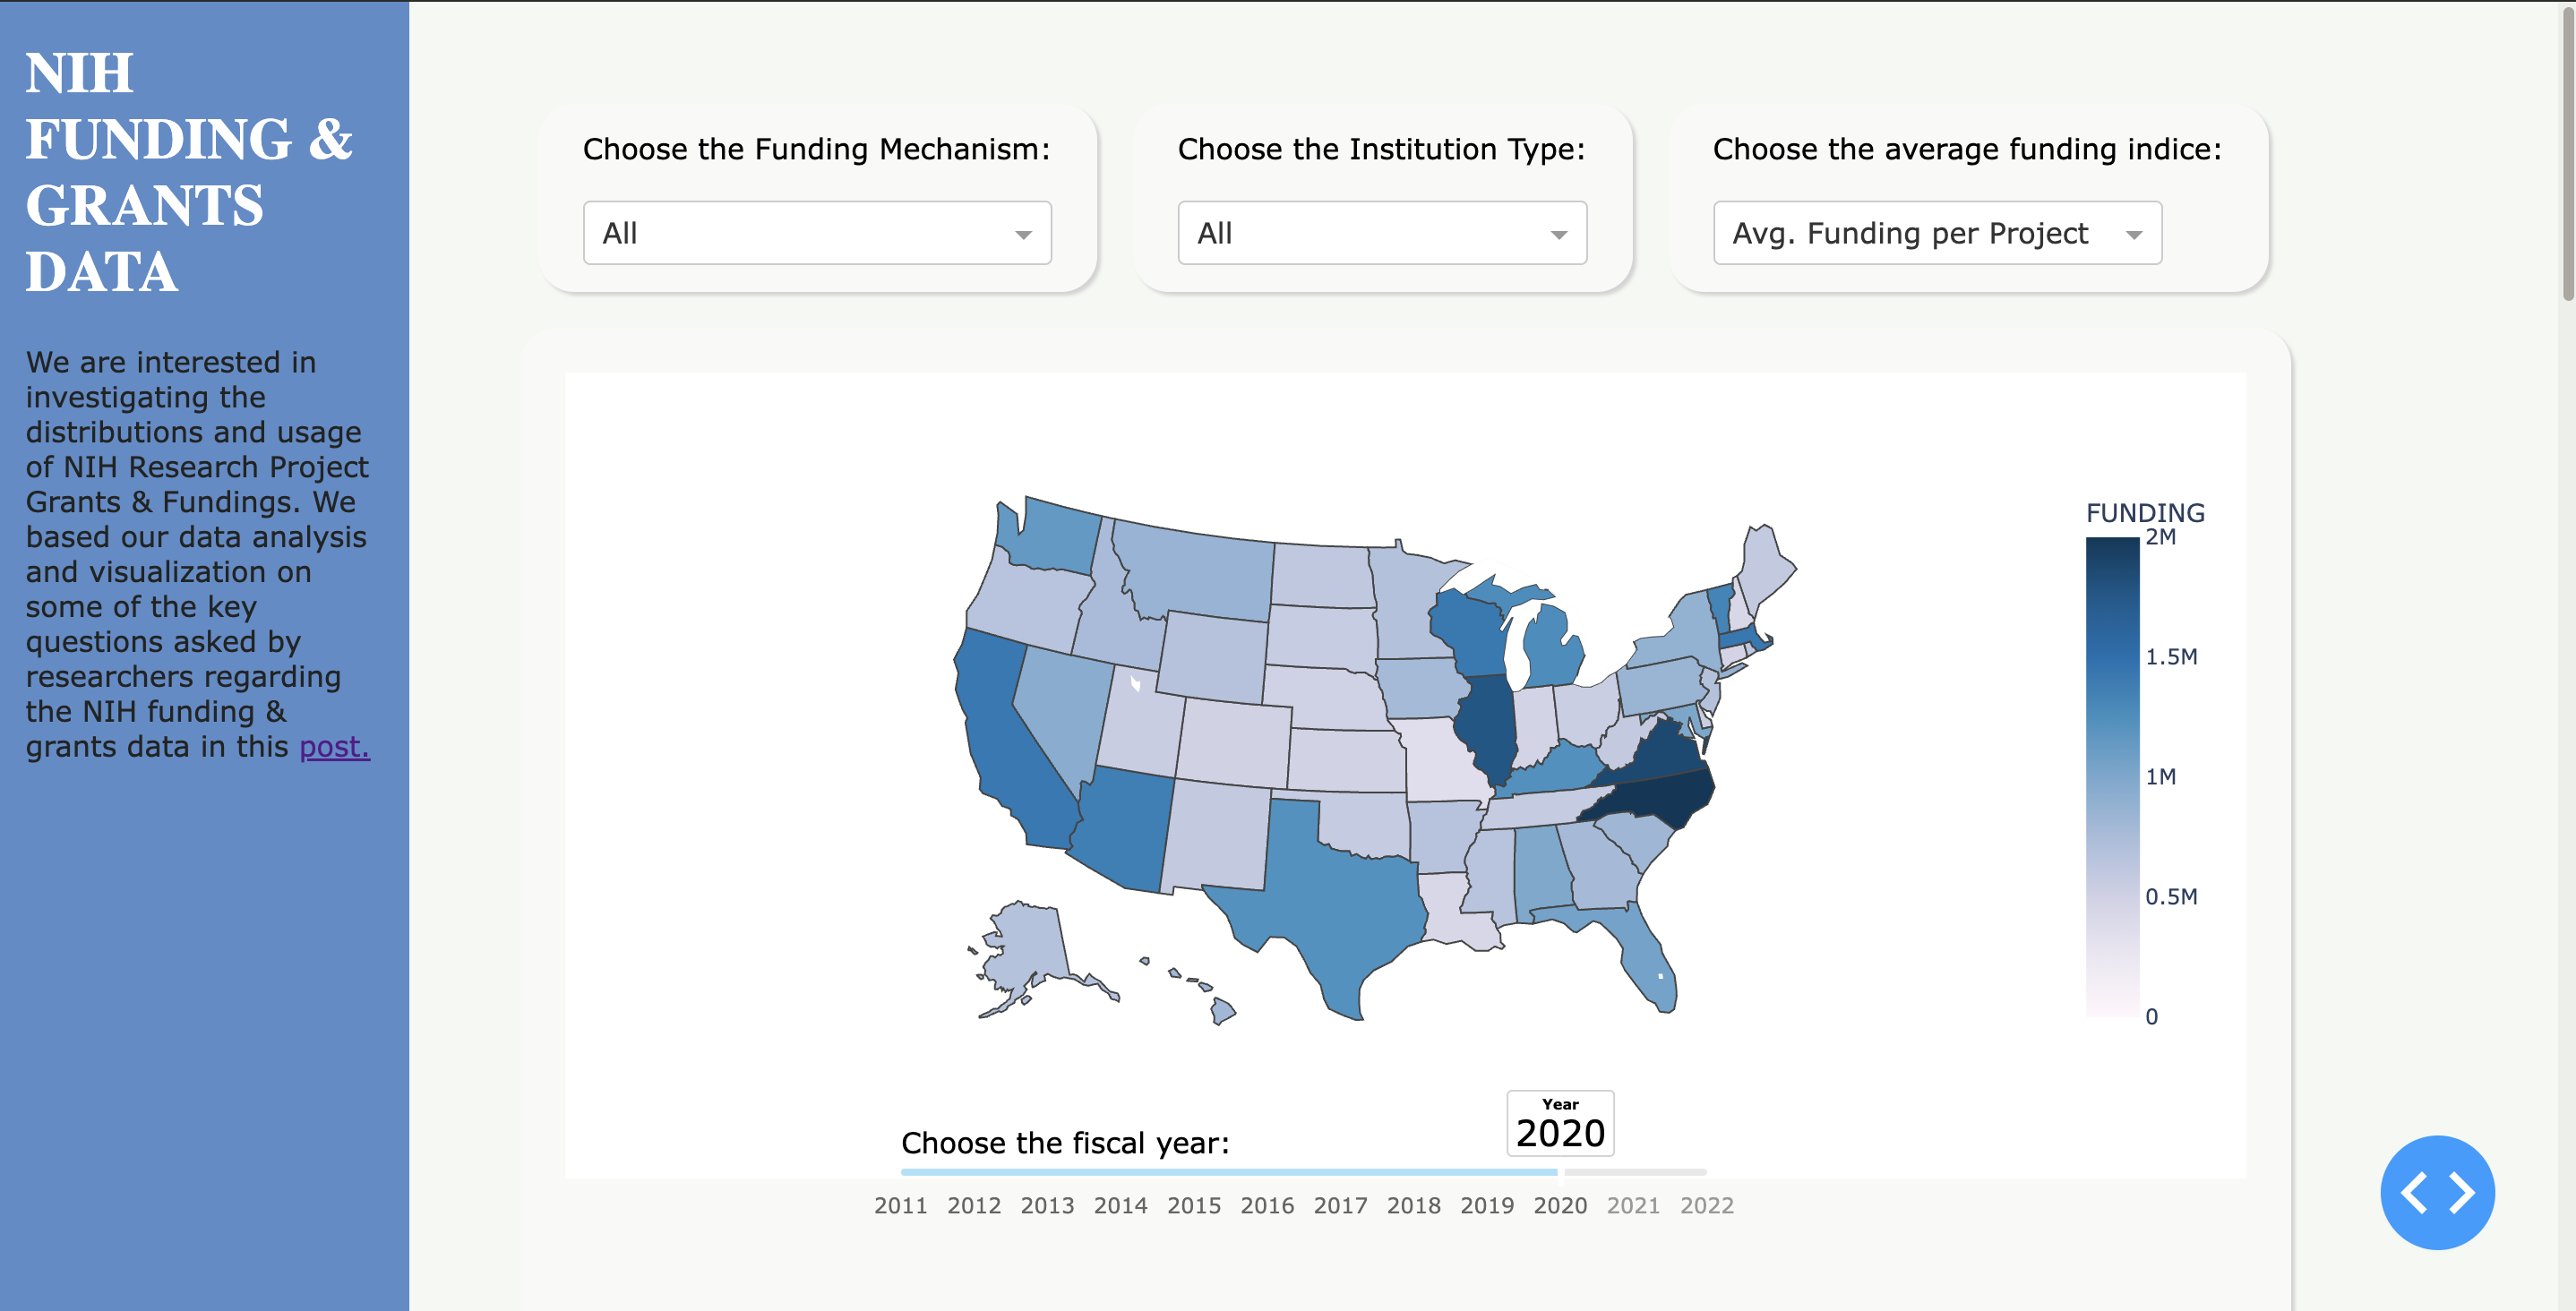 NIH
FUNDING &
GRANTS
DATA
We are interested in
investigating the
distributions and usage
of NIH Research Project
Grants & Fundings. We
based our data analysis
and visualization on
some of the key
questions asked by
researchers regarding
the NIH funding &
grants data in this post.
Choose the Funding Mechanism:
All
Choose the Institution Type:
All
Choose the average funding indice:
Avg. Funding per Project
FUNDING
2M
1.5M
1M
0.5M
0
Year
2020
Choose the fiscal year:
2011 2012 2013 2014 2015 2016 2017 2018 2019 2020 2021 2022